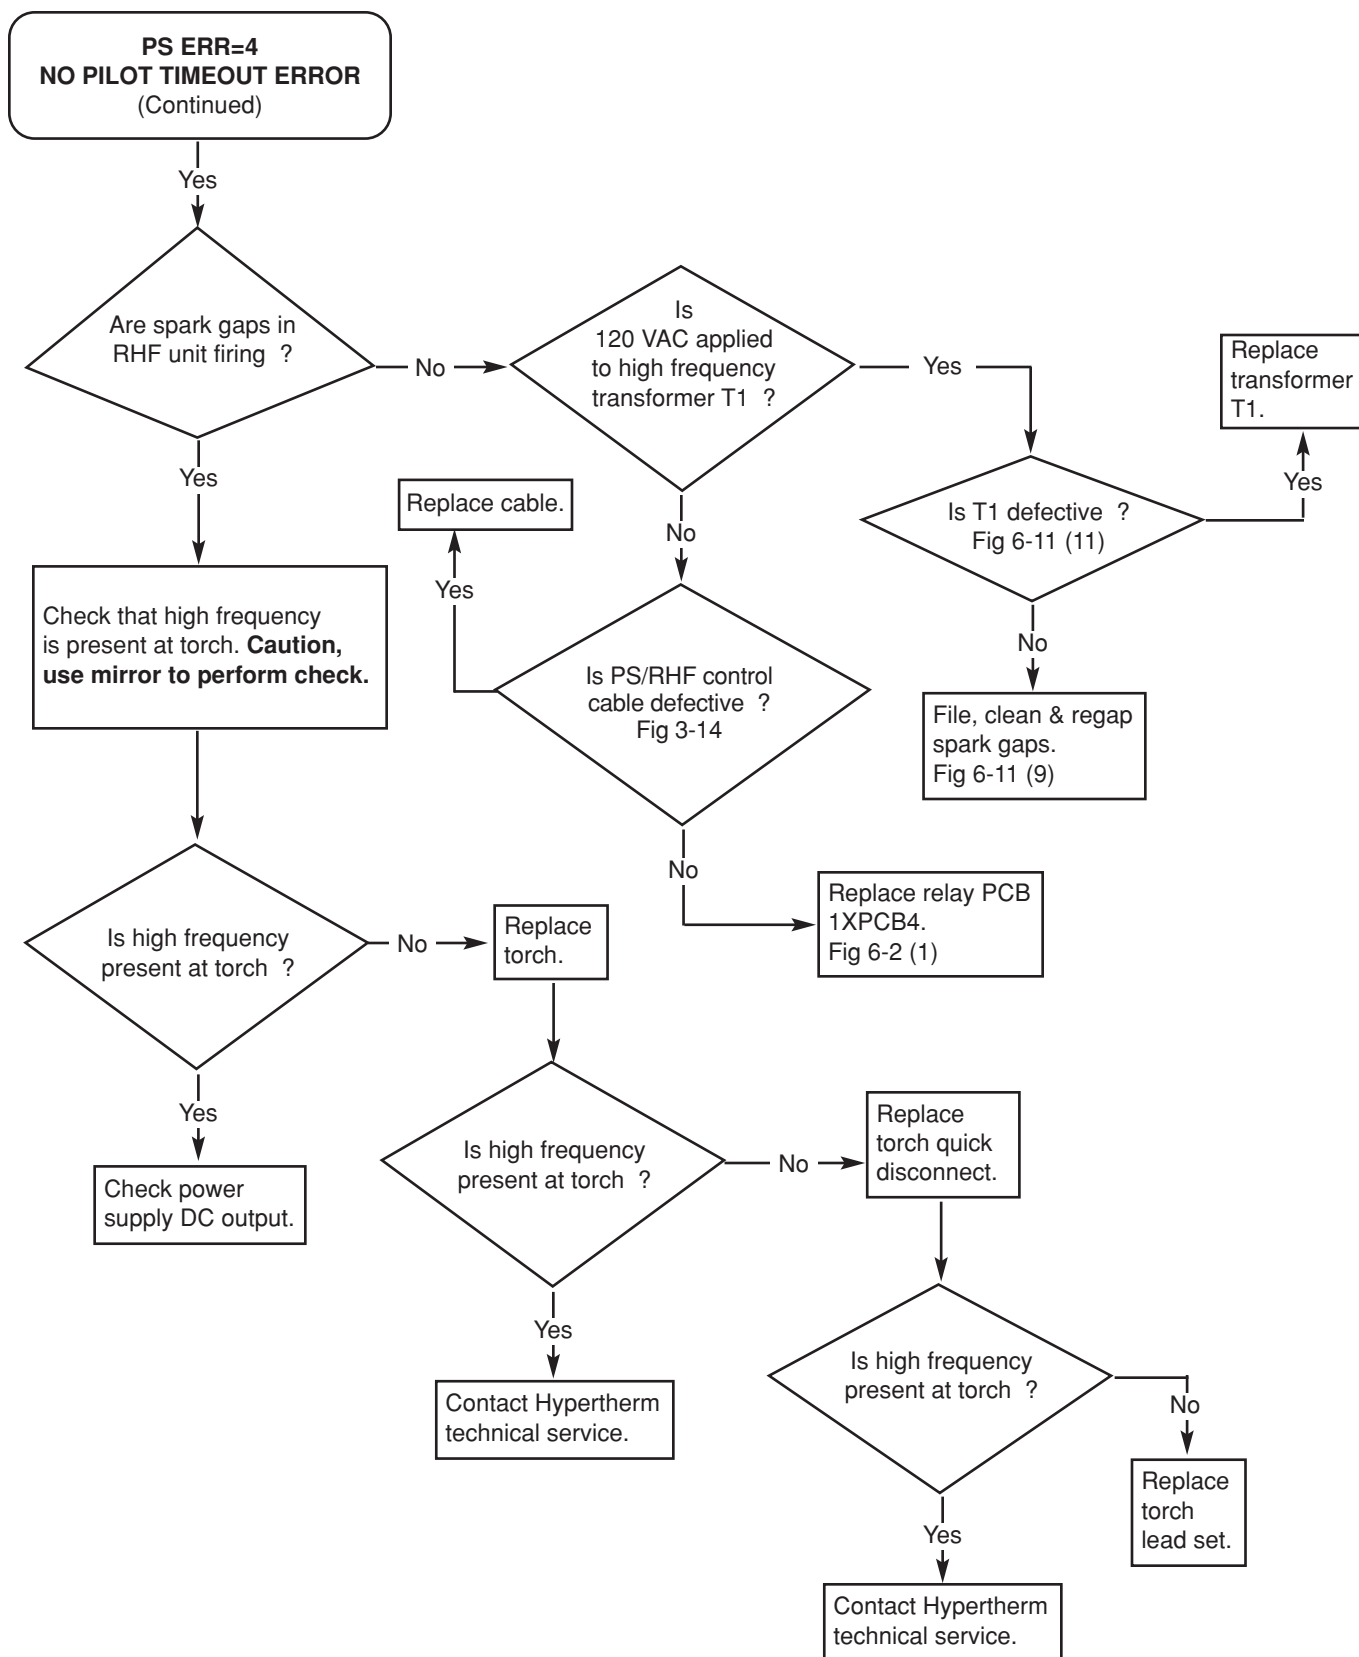 PS ERR=4
NO PILOT TIMEOUT ERROR
(Continued)
Yes
Are spark gaps in
RHF unit firing ?
No
Is
120 VAC applied
to high frequency
transformer T1 ?
Yes
Replace
transformer
T1.
Yes
Is T1 defective ?
Fig 6-11 (11)
No
File, clean & regap
spark gaps.
Fig 6-11 (9)
No
Replace cable.
Yes
Is PS/RHF control
cable defective ?
Fig 3-14
No
Replace relay PCB
1XPCB4.
Fig 6-2 (1)
Yes
Check that high frequency
is present at torch. Caution,
use mirror to perform check.
Is high frequency
present at torch ?
No
Replace
torch.
Yes
Check power
supply DC output.
Is high frequency
present at torch ?
No
Replace
torch quick
disconnect.
Yes
Contact Hypertherm
technical service.
Is high frequency
present at torch ?
No
Replace
torch
lead set.
Yes
Contact Hypertherm
technical service.